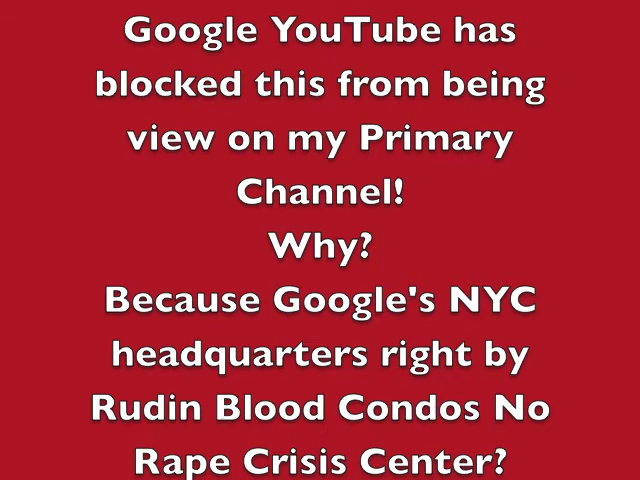 Google YouTube has
blocked this from being
view on my Primary
Channel!
Why?
Because Google's NYC
headquarters right by
Rudin Blood Condos No
Rape Crisis Center?